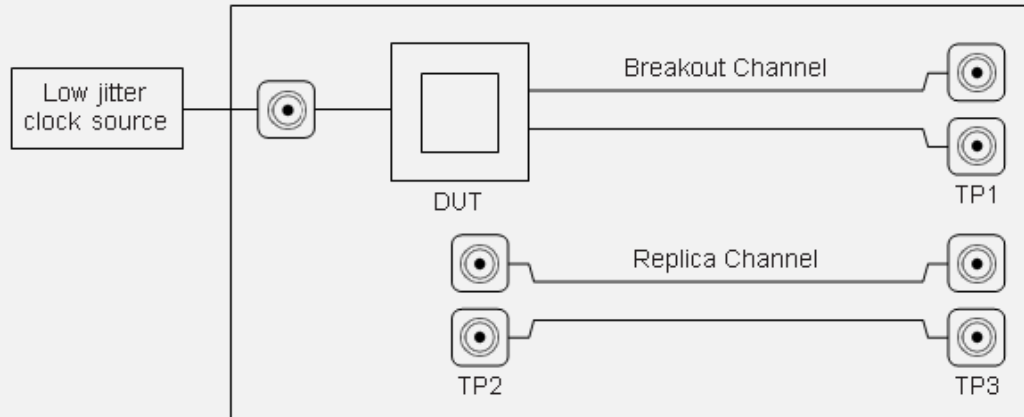 Breakout Channel
Low jitter
clock source
DUT
TP1
Replica Channel
TP2
TP3